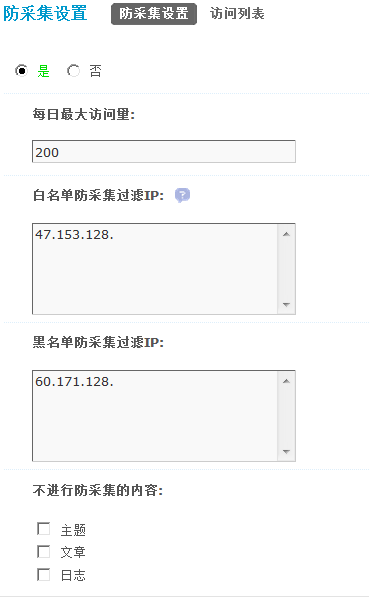 防采集设置 防采集设置 访问列表
是 否
每日最大访问量:
200
白名单防采集过滤IP: ?
47.153.128.
黑名单防采集过滤IP:
60.171.128.
不进行防采集的内容:
主题
文章
日志